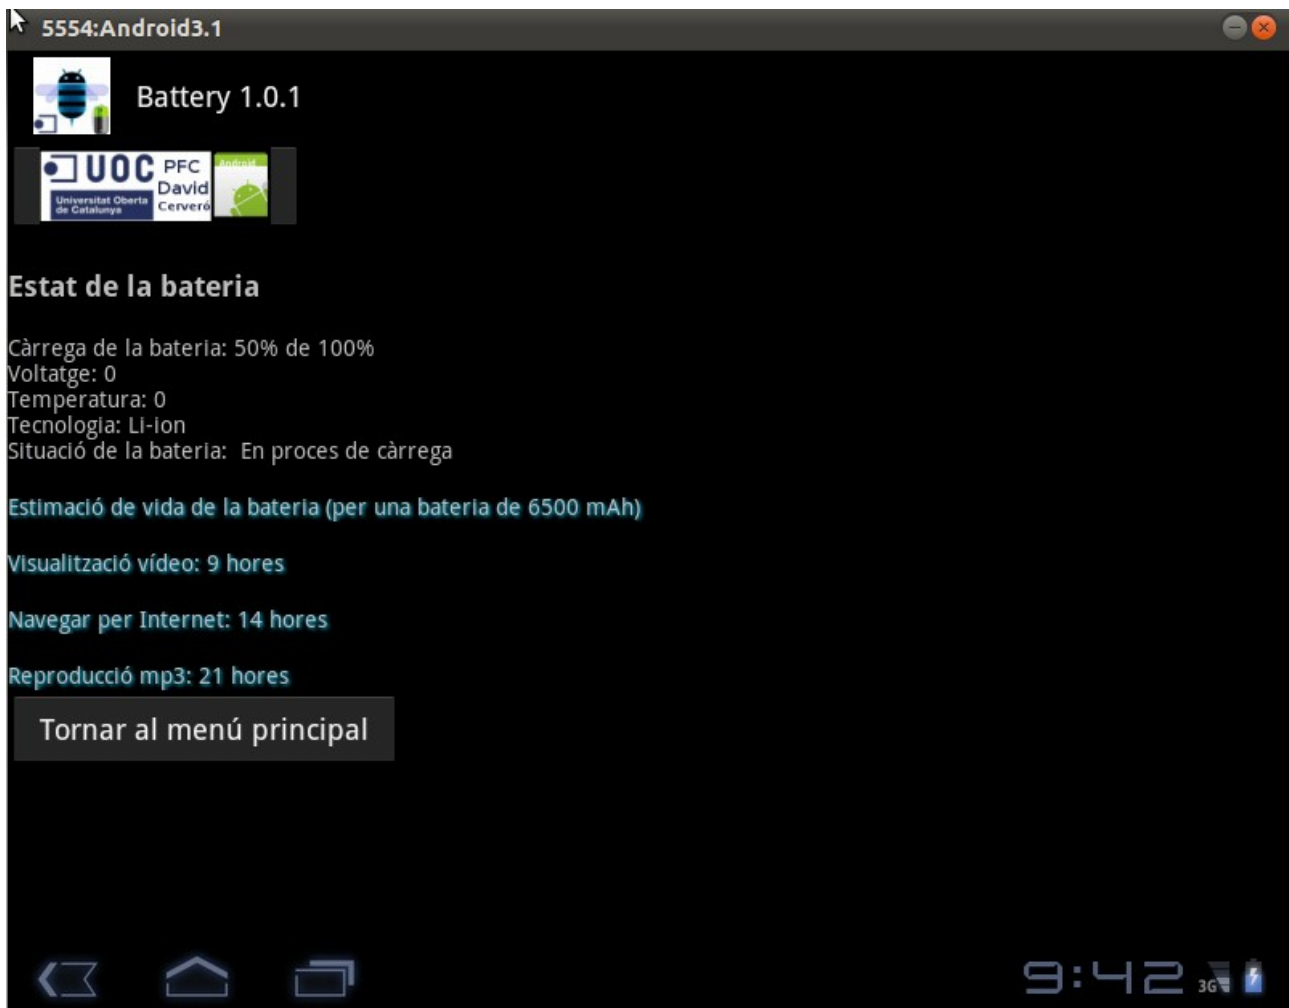 5554:Android3.1
Battery 1.0.1
UOC
Universitat Oberta
de Catalunya
PFC
David
Cerveró
Android
Estat de la bateria
Càrrega de la bateria: 50% de 100%
Voltatge: 0
Temperatura: 0
Tecnologia: Li-ion
Situació de la bateria:  En proces de càrrega
Estimació de vida de la bateria (per una bateria de 6500 mAh)
Visualització vídeo: 9 hores
Navegar per Internet: 14 hores
Reproducció mp3: 21 hores
Tornar al menú principal
9:42 3G